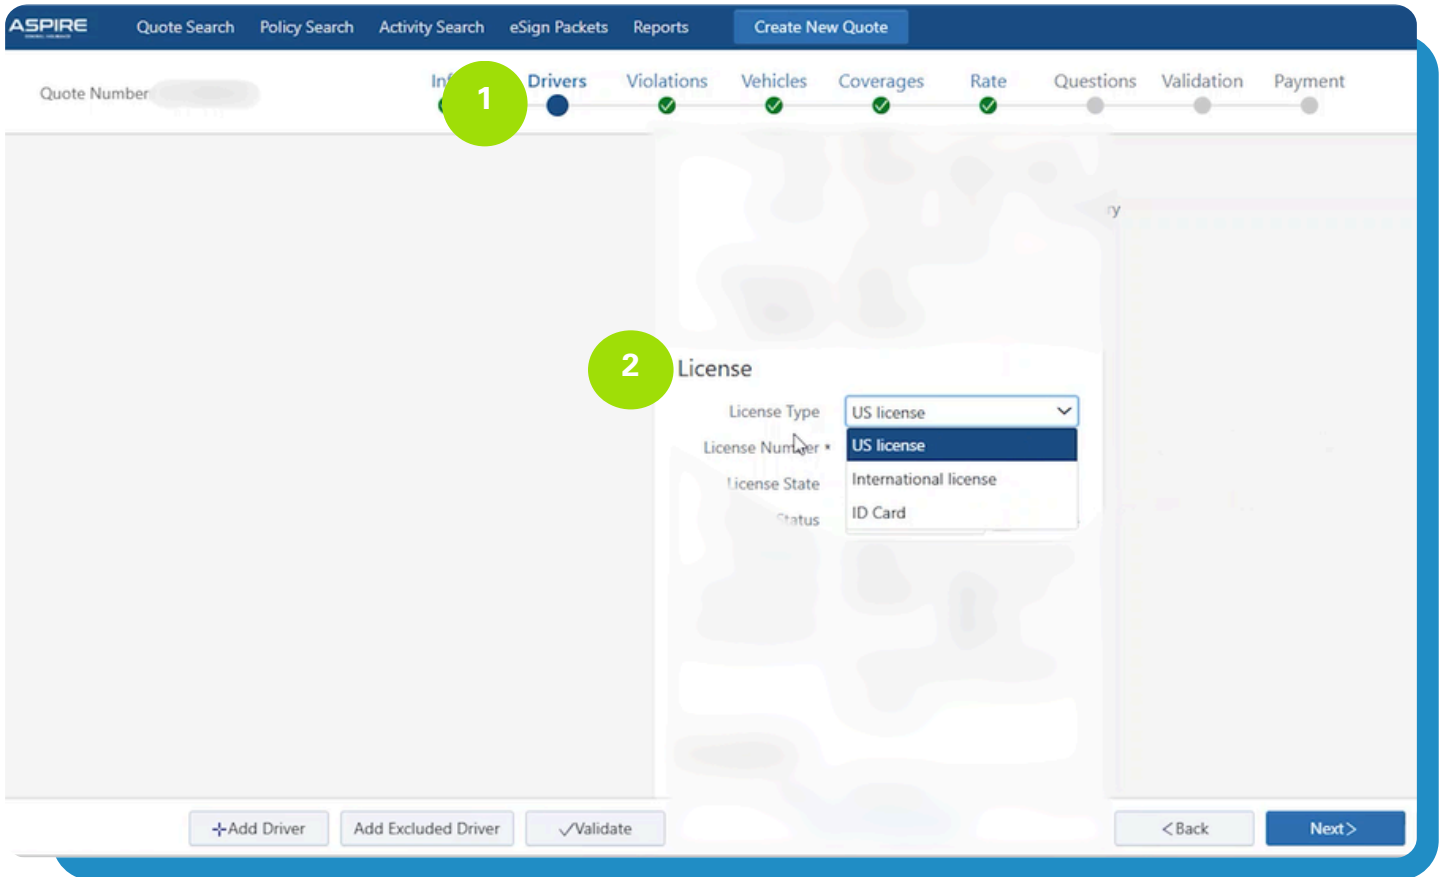 ASPIRE Quote Search Policy Search Activity Search eSign Packets Reports Create New Quote
Quote Number
1 Drivers Violations Vehicles Coverages Rate Questions Validation Payment
2 License
License Type US license
License Number * US license
License State International license
Status ID Card
Add Driver Add Excluded Driver Validate <Back Next>